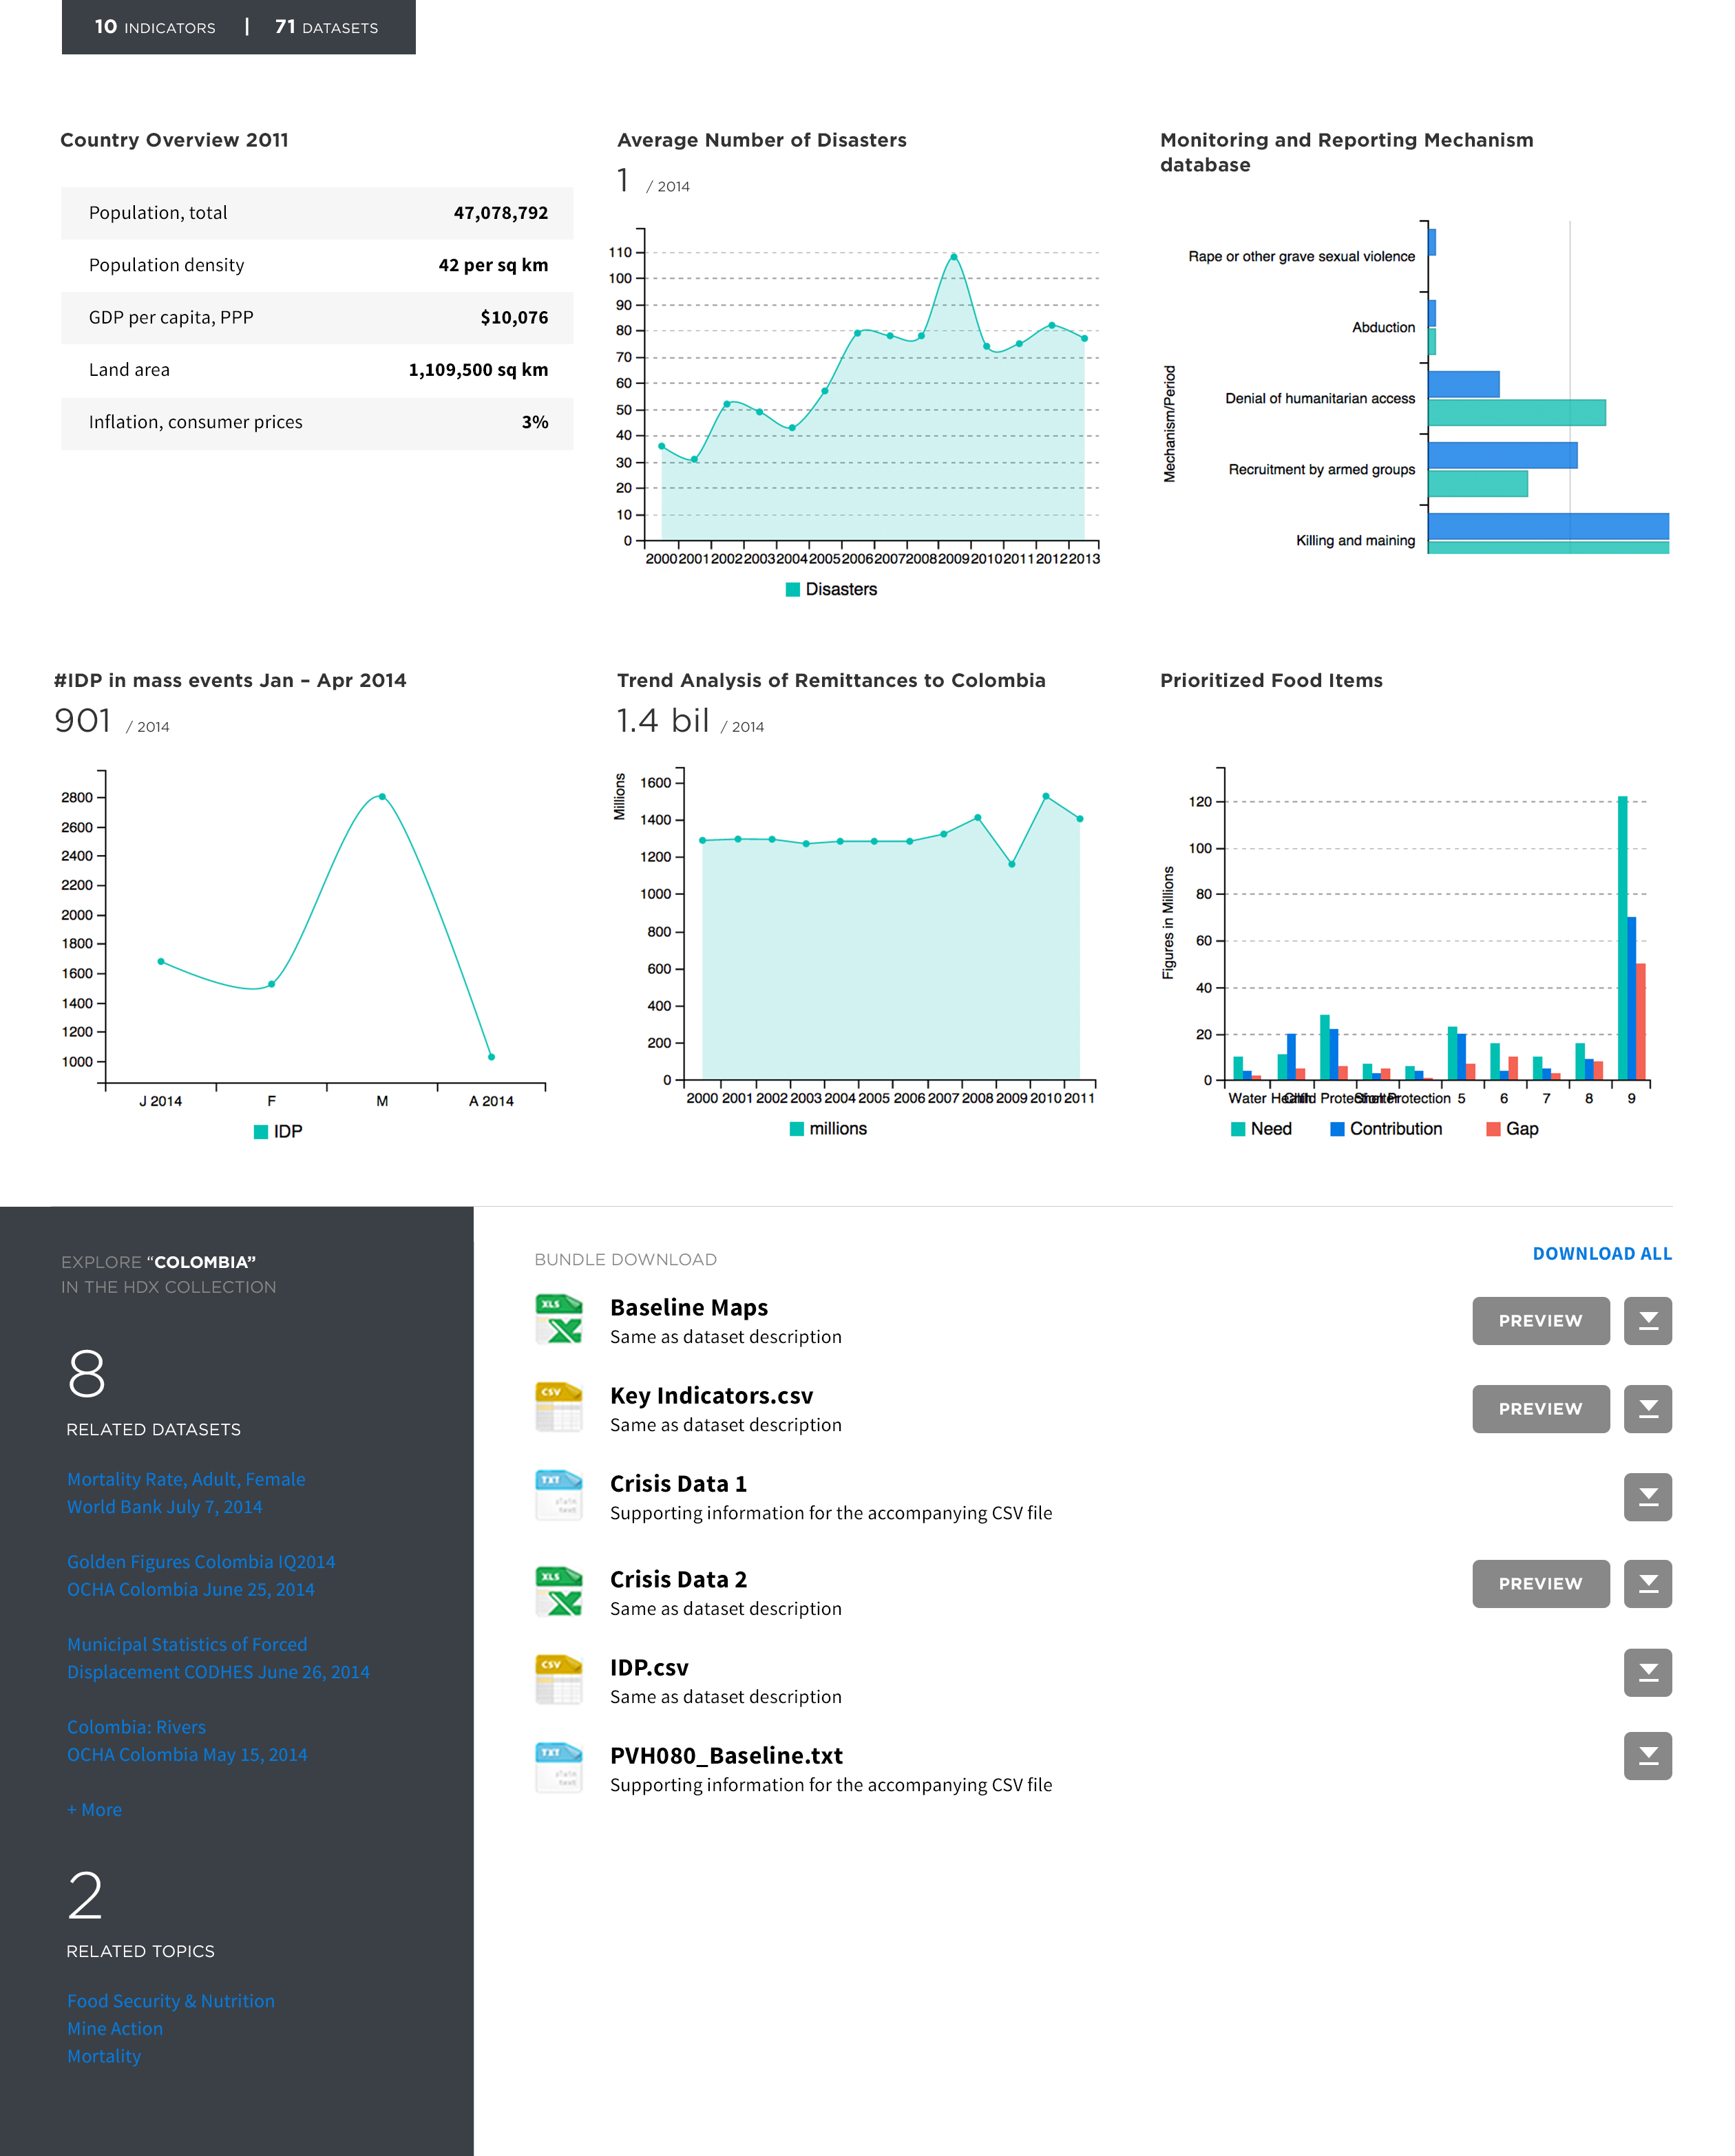 10 INDICATORS | 71 DATASETS
Country Overview 2011
Population, total 47,078,792
Population density 42 per sq km
GDP per capita, PPP $10,076
Land area 1,109,500 sq km
Inflation, consumer prices 3%
Average Number of Disasters
1 / 2014
110
100
90
80
70
60
50
40
30
20
10
0
2000 2001 2002 2003 2004 2005 2006 2007 2008 2009 2010 2011 2012 2013
Disasters
Monitoring and Reporting Mechanism
database
Mechanism/Period
Rape or other grave sexual violence
Abduction
Denial of humanitarian access
Recruitment by armed groups
Killing and maining
#IDP in mass events Jan – Apr 2014
901 / 2014
2800
2600
2400
2200
2000
1800
1600
1400
1200
1000
J 2014 F M A 2014
IDP
Trend Analysis of Remittances to Colombia
1.4 bil / 2014
Millions
1600
1400
1200
1000
800
600
400
200
0
2000 2001 2002 2003 2004 2005 2006 2007 2008 2009 2010 2011
millions
Prioritized Food Items
Figures in Millions
120
100
80
60
40
20
0
Water Health Child Protection Shelter Protection 5 6 7 8 9
Need Contribution Gap
EXPLORE “COLOMBIA”
IN THE HDX COLLECTION
8
RELATED DATASETS
Mortality Rate, Adult, Female
World Bank July 7, 2014
Golden Figures Colombia IQ2014
OCHA Colombia June 25, 2014
Municipal Statistics of Forced
Displacement CODHES June 26, 2014
Colombia: Rivers
OCHA Colombia May 15, 2014
+ More
2
RELATED TOPICS
Food Security & Nutrition
Mine Action
Mortality
BUNDLE DOWNLOAD
DOWNLOAD ALL
XLS
Baseline Maps
Same as dataset description
PREVIEW
CSV
Key Indicators.csv
Same as dataset description
PREVIEW
TXT
plain
text
Crisis Data 1
Supporting information for the accompanying CSV file
XLS
Crisis Data 2
Same as dataset description
PREVIEW
CSV
IDP.csv
Same as dataset description
TXT
plain
text
PVH080_Baseline.txt
Supporting information for the accompanying CSV file